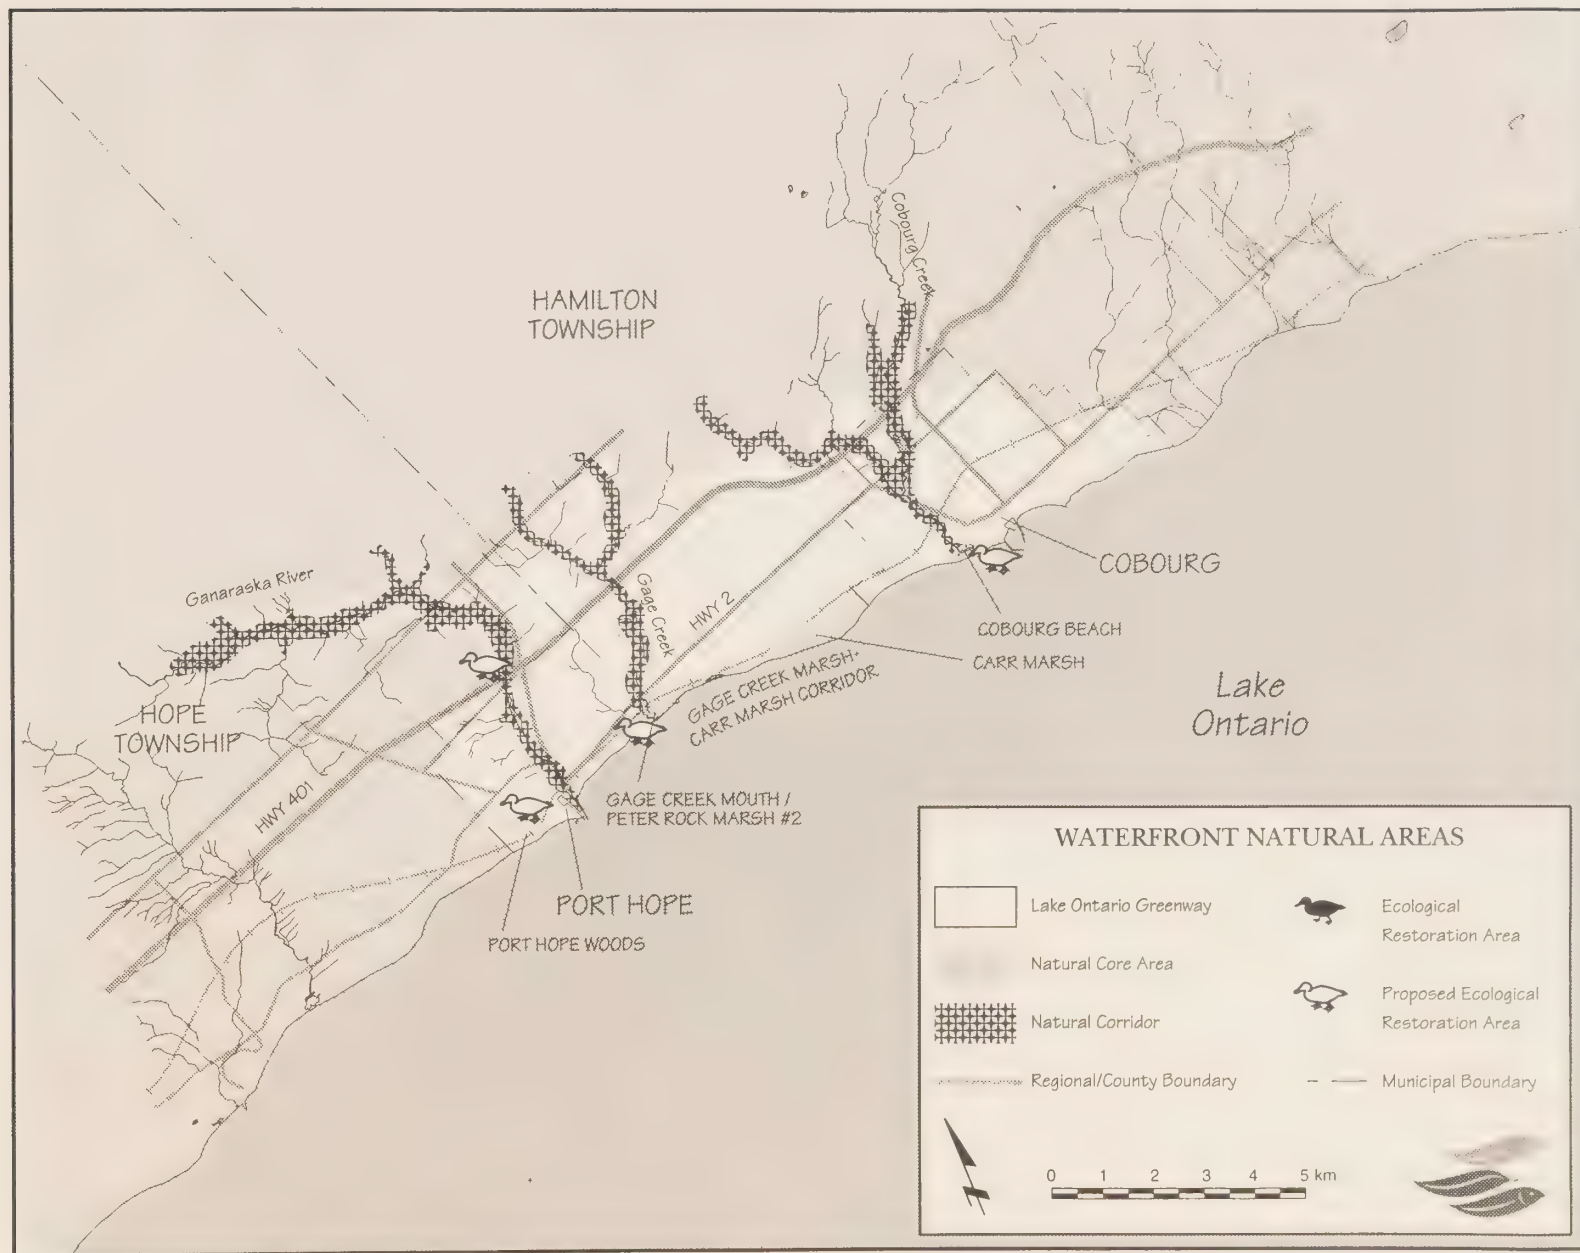 Cobourg Creek
HAMILTON
TOWNSHIP
Ganaraska River
Gage Creek
HWY 2
COBOURG
COBOURG BEACH
CARR MARSH
GAGE CREEK MARSH-
CARR MARSH CORRIDOR
Lake
Ontario
HOPE
TOWNSHIP
HWY 401
GAGE CREEK MOUTH /
PETER ROCK MARSH #2
PORT HOPE
PORT HOPE WOODS
WATERFRONT NATURAL AREAS
Lake Ontario Greenway
Natural Core Area
Natural Corridor
Regional/County Boundary
Ecological
Restoration Area
Proposed Ecological
Restoration Area
Municipal Boundary
0 1 2 3 4 5 km